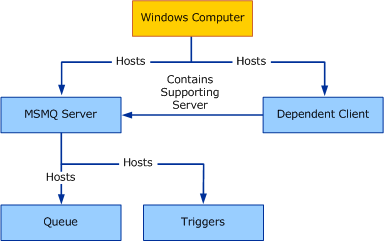 Windows Computer
Hosts
Hosts
Contains
Supporting
Server
MSMQ Server
Dependent Client
Hosts
Hosts
Queue
Triggers